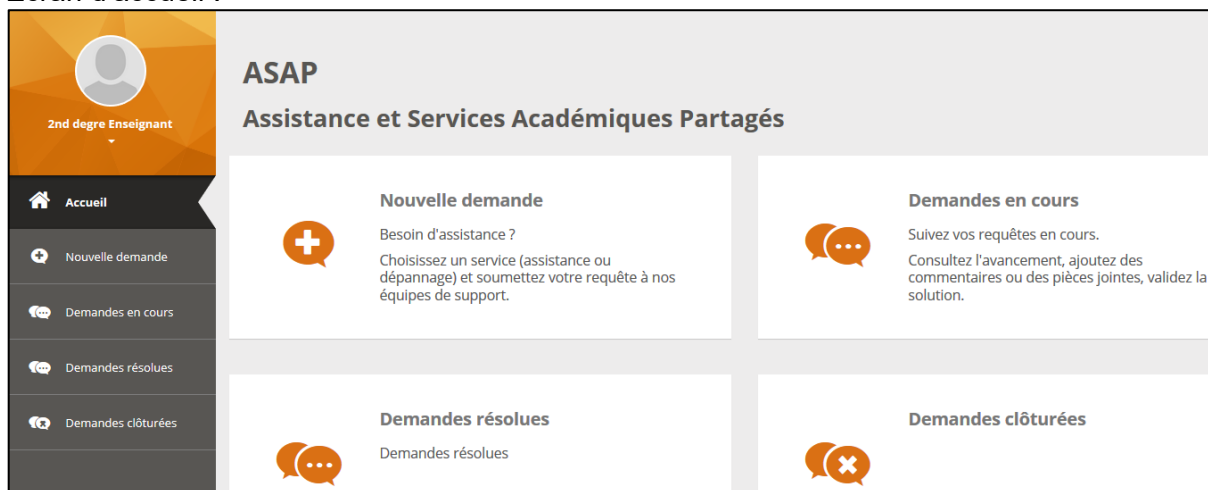 Ecran d'accueil :
2nd degre Enseignant
Accueil
Nouvelle demande
Demandes en cours
Demandes résolues
Demandes clôturées
ASAP
Assistance et Services Académiques Partagés
Nouvelle demande
Besoin d'assistance ?
Choisissez un service (assistance ou
dépannage) et soumettez votre requête à nos
équipes de support.
Demandes en cours
Suivez vos requêtes en cours.
Consultez l'avancement, ajoutez des
commentaires ou des pièces jointes, validez la
solution.
Demandes résolues
Demandes résolues
Demandes clôturées